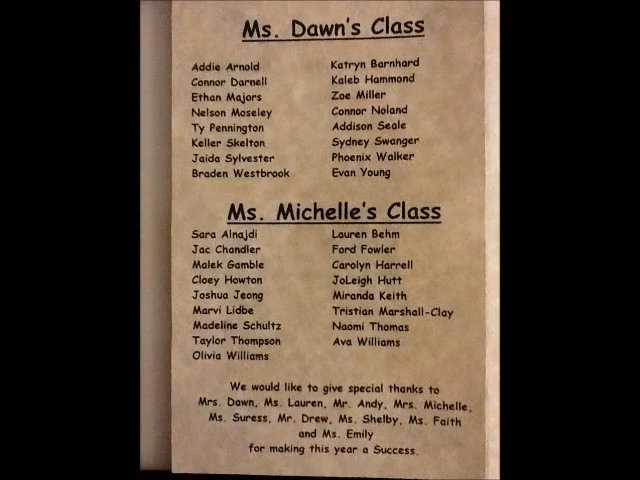 Ms. Dawn's Class
Addie Arnold Katryn Barnhard
Connor Darnell Kaleb Hammond
Ethan Majors Zoe Miller
Nelson Moseley Connor Noland
Ty Pennington Addison Seale
Keller Skelton Sydney Swanger
Jaida Sylvester Phoenix Walker
Braden Westbrook Evan Young
Ms. Michelle's Class
Sara Alnajdi Lauren Behm
Jac Chandler Ford Fowler
Malek Gamble Carolyn Harrell
Cloey Howton JoLeigh Hutt
Joshua Jeong Miranda Keith
Marvi Lidbe Tristian Marshall-Clay
Madeline Schultz Naomi Thomas
Taylor Thompson Ava Williams
Olivia Williams
We would like to give special thanks to
Mrs. Dawn, Ms. Lauren, Mr. Andy, Mrs. Michelle,
Ms. Suress, Mr. Drew, Ms. Shelby, Ms. Faith
and Ms. Emily
for making this year a Success.